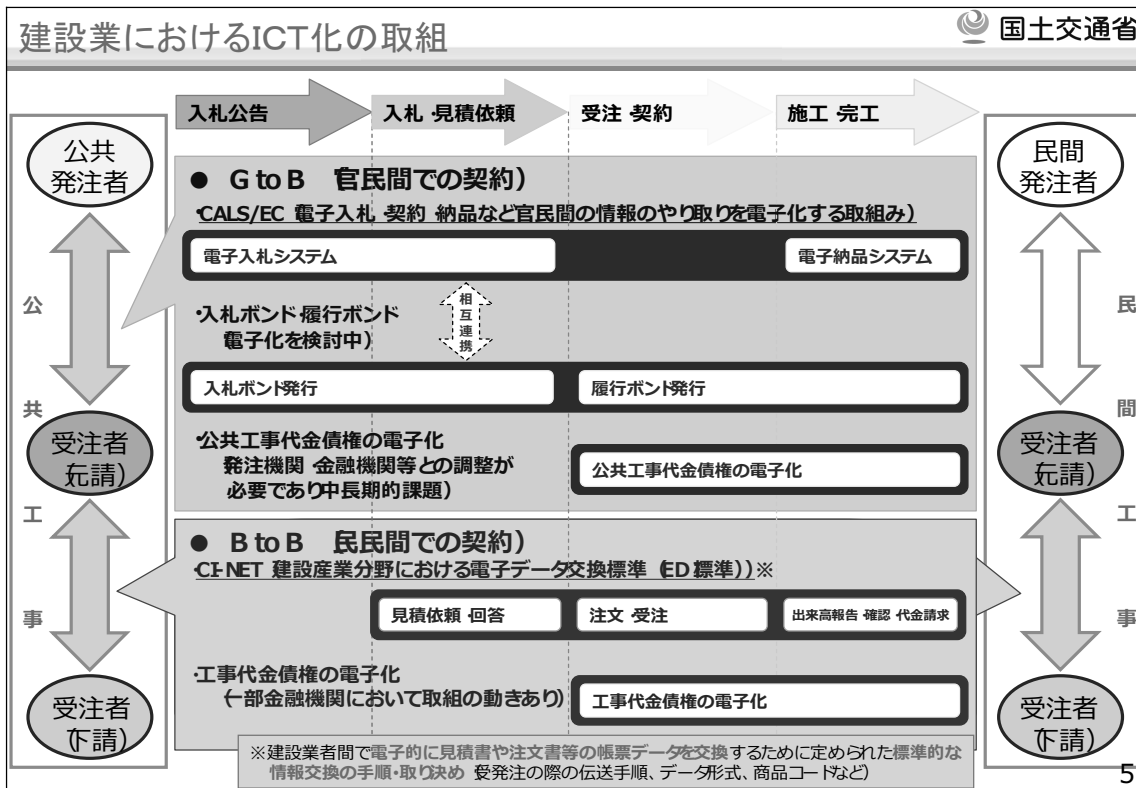 建設業におけるICT化の取組
国土交通省
入札公告
入札・見積依頼
受注・契約
施工・完工
公共
発注者
公共工事
受注者
(元請)
受注者
(下請)
● G to B (官民間での契約)
・CALS/EC(電子入札・契約・納品など官民間の情報のやり取りを電子化する取組み)
電子入札システム
電子納品システム
相互連携
・入札ボンド・履行ボンド
(電子化を検討中)
入札ボンド発行
履行ボンド発行
・公共工事代金債権の電子化
(発注機関・金融機関等との調整が
必要であり中長期的課題)
公共工事代金債権の電子化
● B to B (民民間での契約)
・CI-NET(建設産業分野における電子データ交換標準(EDI標準))※
見積依頼・回答
注文・受注
出来高報告・確認・代金請求
・工事代金債権の電子化
(一部金融機関において取組の動きあり)
工事代金債権の電子化
※建設業者間で電子的に見積書や注文書等の帳票データを交換するために定められた標準的な
情報交換の手順・取り決め(受発注の際の伝送手順、データ形式、商品コードなど)
民間
発注者
民間工事
受注者
(元請)
受注者
(下請)
5